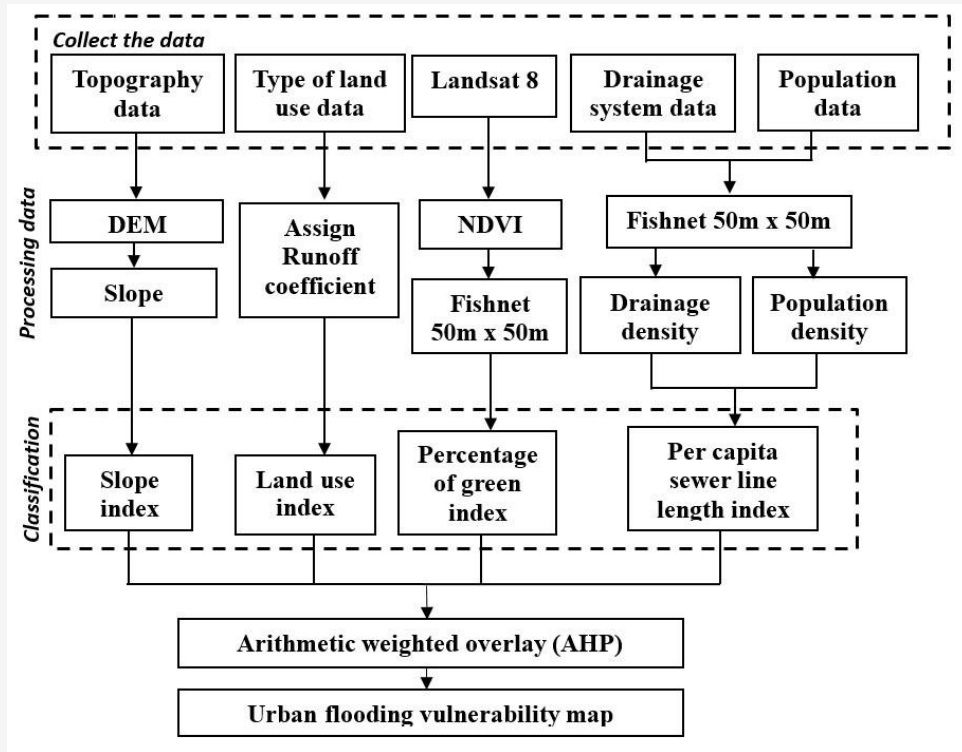 Collect the data
Topography
data
Type of land
use data
Landsat 8
Drainage
system data
Population
data
Processing data
DEM
Slope
Assign
Runoff
coefficient
NDVI
Fishnet
50m x 50m
Fishnet 50m x 50m
Drainage
density
Population
density
Classification
Slope
index
Land use
index
Percentage
of green
index
Per capita
sewer line
length index
Arithmetic weighted overlay (AHP)
Urban flooding vulnerability map